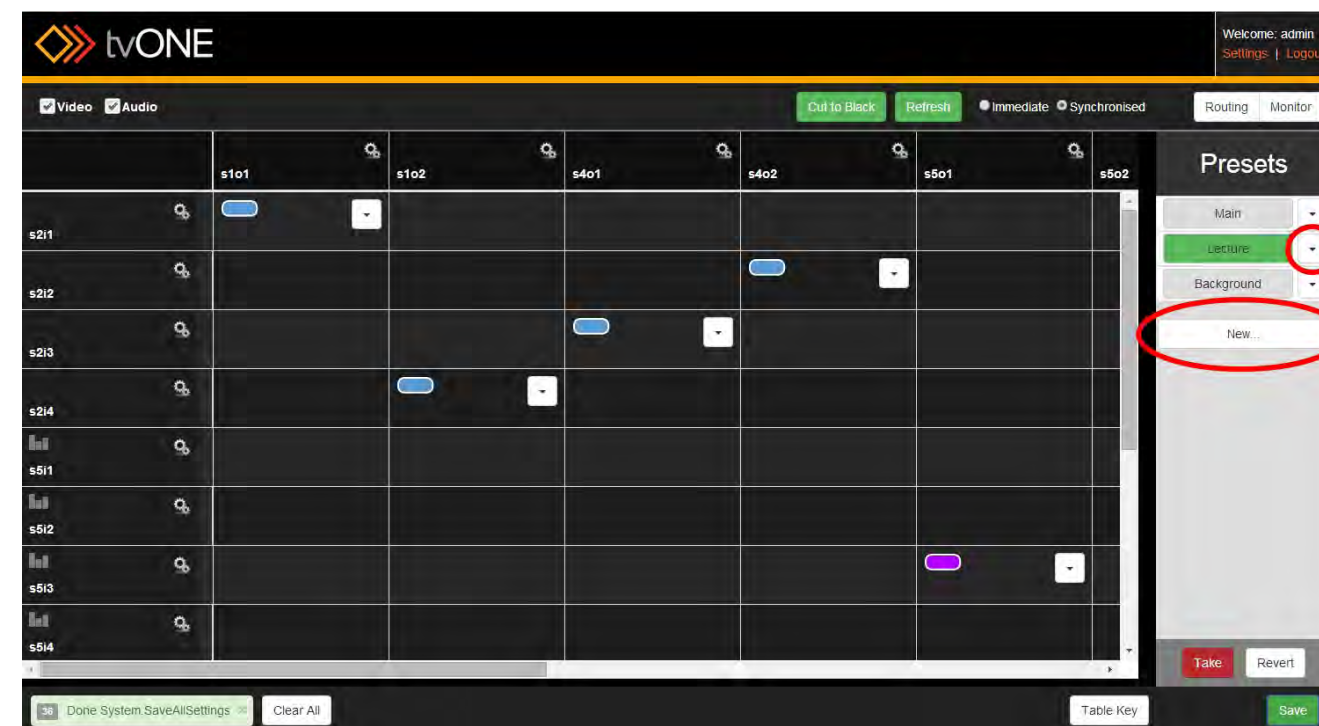 tvONE
Welcome: admin
Settings | Logou
Video Audio
Cut to Black Refresh Immediate Synchronised Routing Monitor
s1o1 s1o2 s4o1 s4o2 s5o1 s5o2
Presets
Main
Lecture
Background
New...
s2i1
s2i2
s2i3
s2i4
s5i1
s5i2
s5i3
s5i4
Take Revert
36 Done System SaveAllSettings Clear All Table Key Save